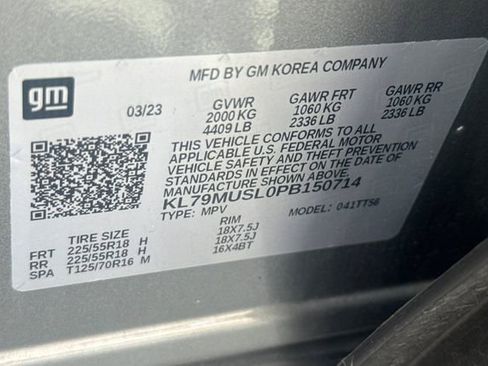 gm
MFD BY GM KOREA COMPANY
03/23 GVWR GAWR FRT GAWR RR
2000 KG 1060 KG 1060 KG
4409 LB 2336 LB 2336 LB
THIS VEHICLE CONFORMS TO ALL
APPLICABLE U.S. FEDERAL MOTOR
VEHICLE SAFETY AND THEFT PREVENTION
STANDARDS IN EFFECT ON THE DATE OF
MANUFACTURE SHOWN ABOVE.
KL79MUSL0PB150714
TYPE: MPV MODEL: 041TT56
TIRE SIZE RIM
FRT 225/55R18 H 18X7.5J
RR 225/55R18 H 18X7.5J
SPA T125/70R16 M 16X4BT